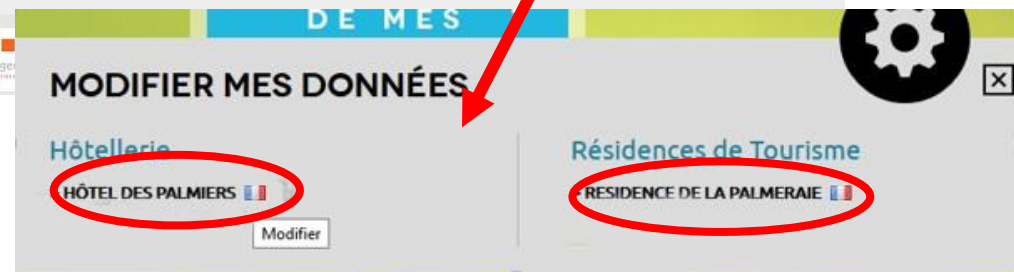 DE MES
MODIFIER MES DONNÉES
Hôtellerie
HÔTEL DES PALMIERS
Modifier
Résidences de Tourisme
- RESIDENCE DE LA PALMERAIE